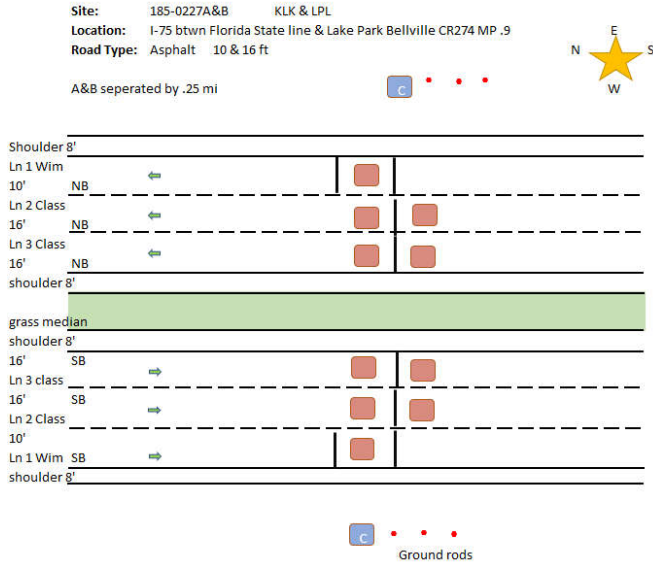 Site: 185-0227A&B KLK & LPL
Location: I-75 btwn Florida State line & Lake Park Bellville CR274 MP .9
Road Type: Asphalt 10 & 16 ft
E
N S
W
A&B seperated by .25 mi
C
Shoulder 8'
Ln 1 Wim
10' NB
Ln 2 Class
16' NB
Ln 3 Class
16' NB
shoulder 8'
grass median
shoulder 8'
16' SB
Ln 3 class
16' SB
Ln 2 Class
10'
Ln 1 Wim SB
shoulder 8'
C
Ground rods